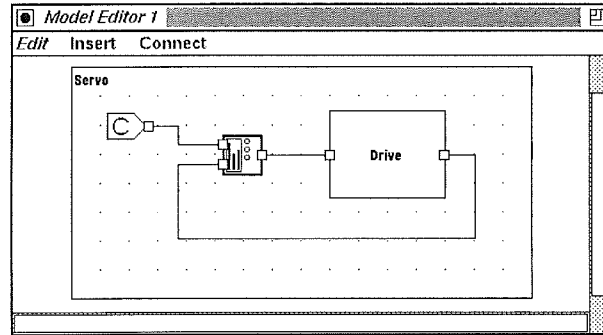 Model Editor 1
Edit Insert Connect
Servo
C
Drive